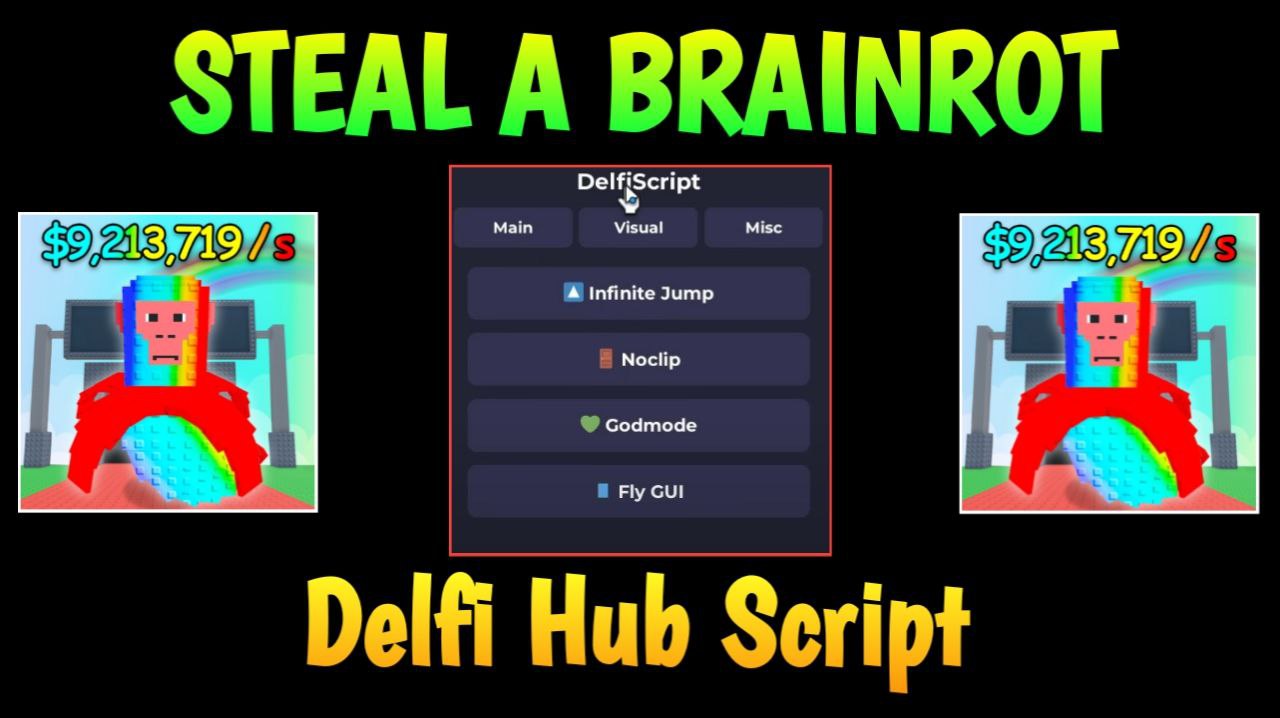 STEAL A BRAINROT
$9,213,719/s
DelfiScript
Main Visual Misc
Infinite Jump
Noclip
Godmode
Fly GUI
$9,213,719/s
Delfi Hub Script